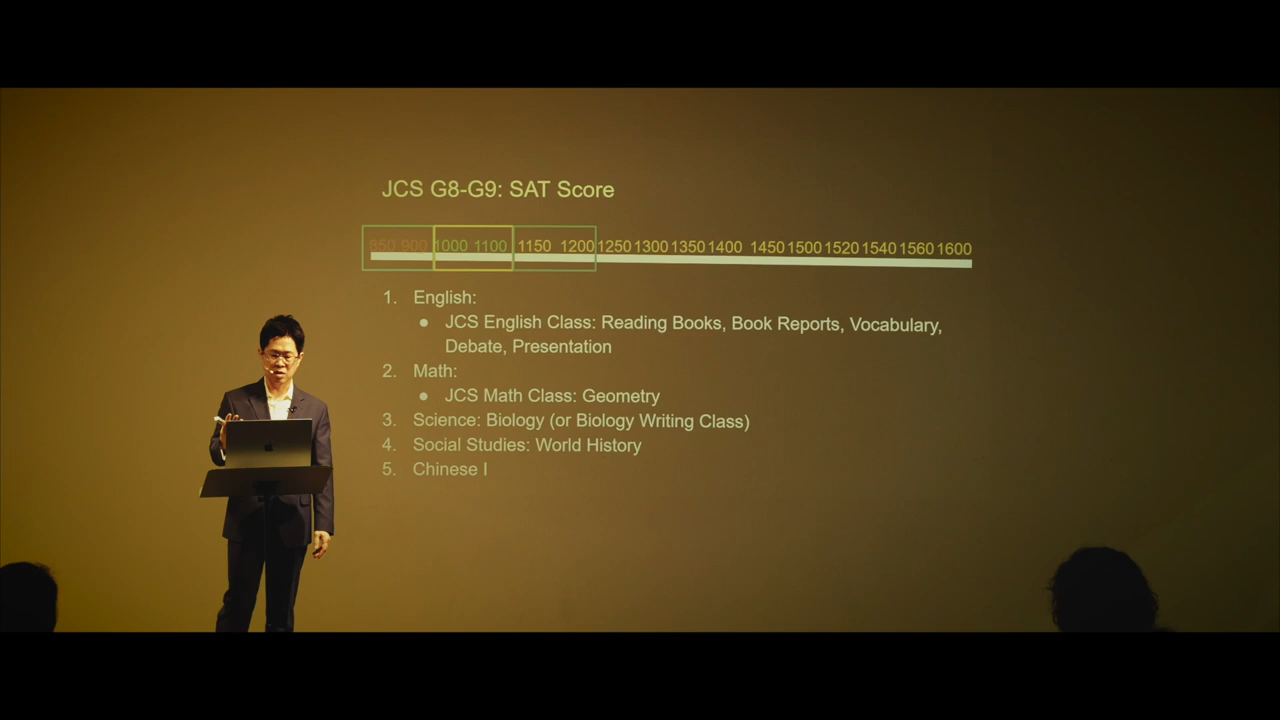 JCS G8-G9: SAT Score
850 900 1000 1100 1150 1200 1250 1300 1350 1400 1450 1500 1520 1540 1560 1600
1. English:
● JCS English Class: Reading Books, Book Reports, Vocabulary,
Debate, Presentation
2. Math:
● JCS Math Class: Geometry
3. Science: Biology (or Biology Writing Class)
4. Social Studies: World History
5. Chinese I